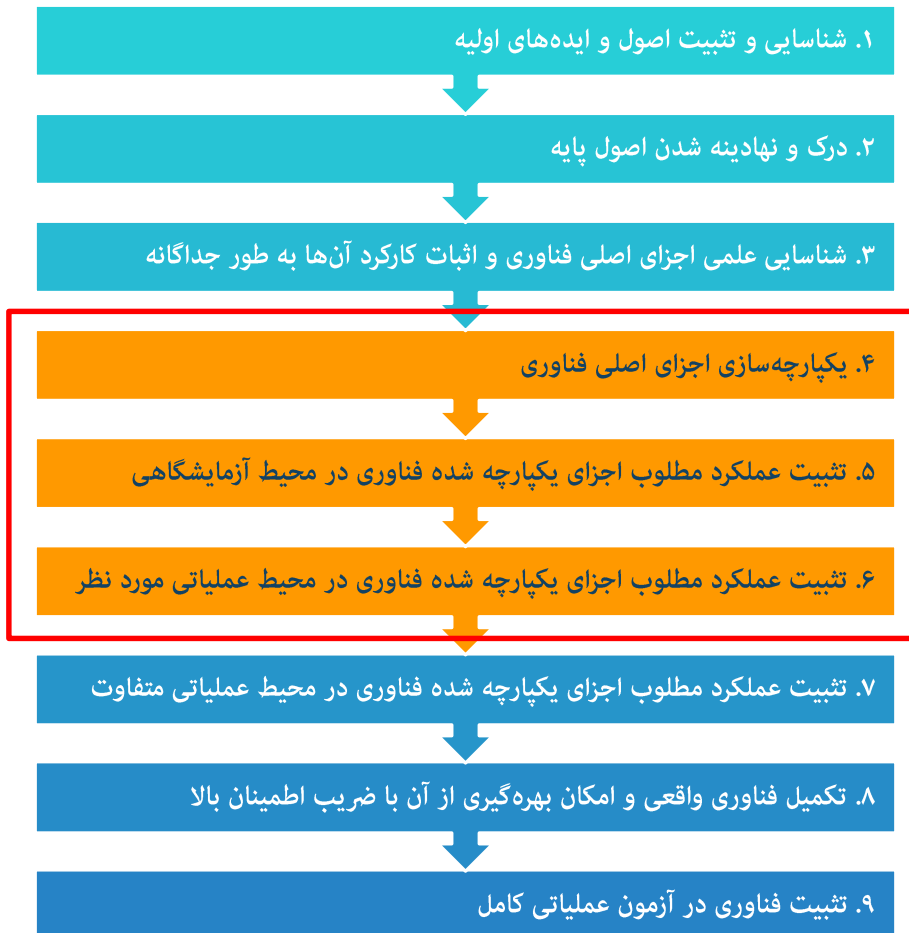 ۱. شناسایی و تثبیت اصول و ایده‌های اولیه
۲. درک و نهادینه شدن اصول پایه
۳. شناسایی علمی اجزای اصلی فناوری و اثبات کارکرد آن‌ها به طور جداگانه
۴. یکپارچه‌سازی اجزای اصلی فناوری
۵. تثبیت عملکرد مطلوب اجزای یکپارچه شده فناوری در محیط آزمایشگاهی
۶. تثبیت عملکرد مطلوب اجزای یکپارچه شده فناوری در محیط عملیاتی مورد نظر
۷. تثبیت عملکرد مطلوب اجزای یکپارچه شده فناوری در محیط عملیاتی متفاوت
۸. تکمیل فناوری واقعی و امکان بهره‌گیری از آن با ضریب اطمینان بالا
۹. تثبیت فناوری در آزمون عملیاتی کامل